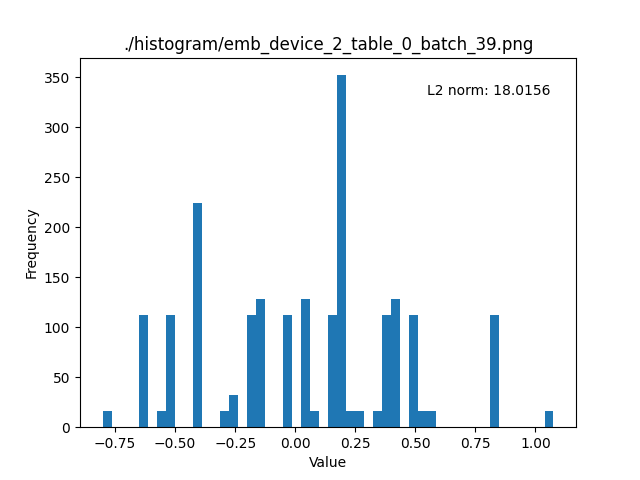 ./histogram/emb_device_2_table_0_batch_39.png
L2 norm: 18.0156
Frequency
350
300
250
200
150
100
50
0
−0.75 −0.50 −0.25 0.00 0.25 0.50 0.75 1.00
Value